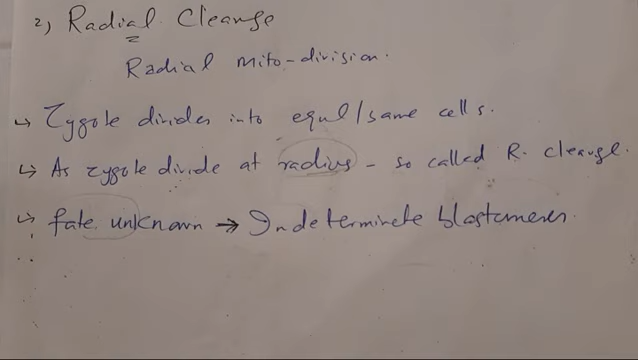 2) Radial Cleavge
Radial mito-division.
↳ Zygote divides into equl/same cells.
↳ As zygote divide at radius - so called R. cleavge.
↳ fate unknown → Indeterminete blastomeres.